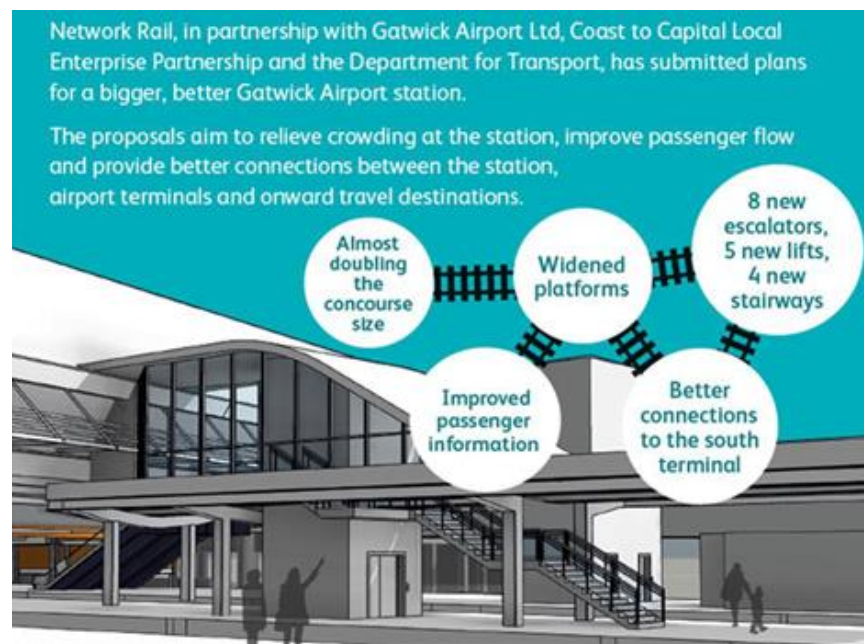 Network Rail, in partnership with Gatwick Airport Ltd, Coast to Capital Local
Enterprise Partnership and the Department for Transport, has submitted plans
for a bigger, better Gatwick Airport station.
The proposals aim to relieve crowding at the station, improve passenger flow
and provide better connections between the station,
airport terminals and onward travel destinations.
Almost
doubling
the
concourse
size
Widened
platforms
8 new
escalators,
5 new lifts,
4 new
stairways
Improved
passenger
information
Better
connections
to the south
terminal